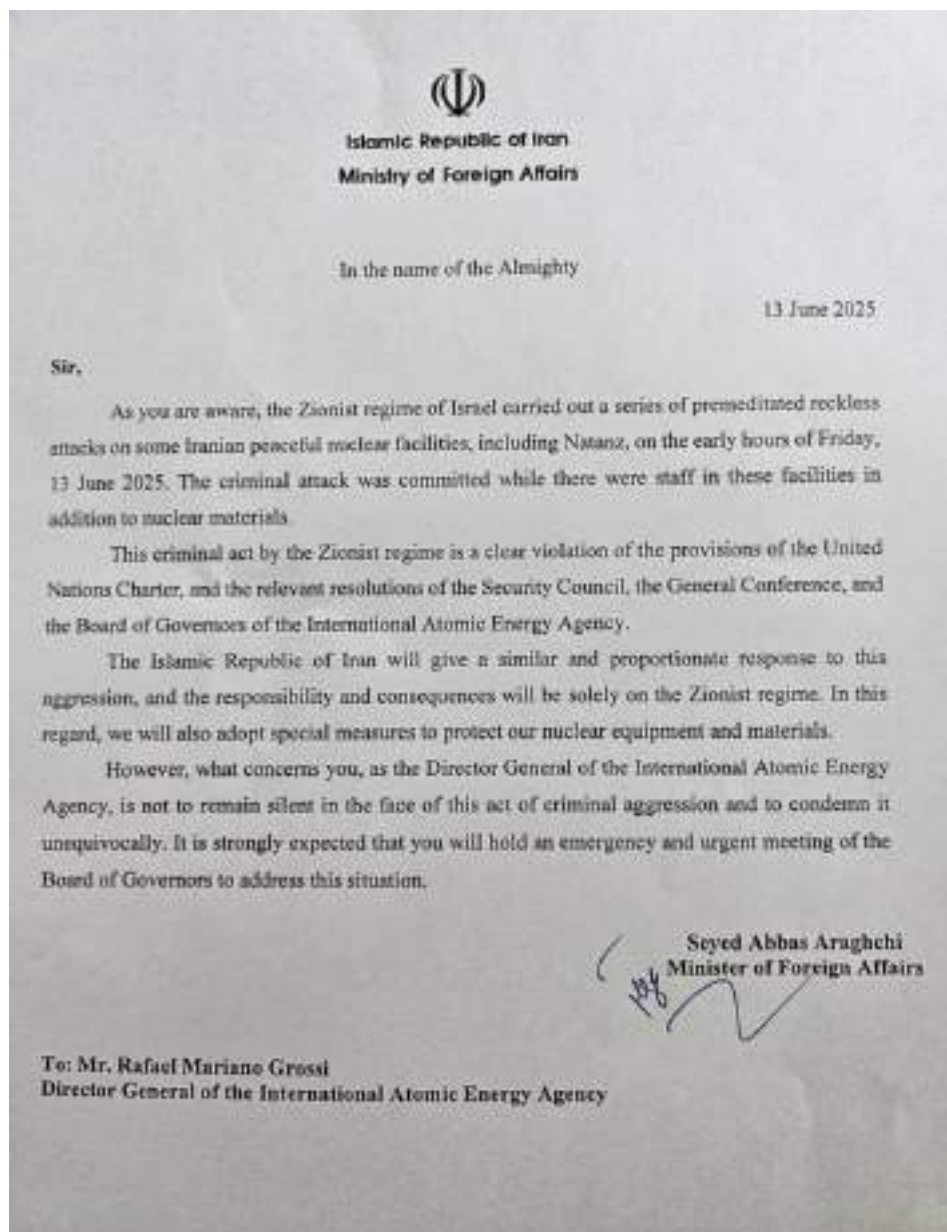 Islamic Republic of Iran
Ministry of Foreign Affairs
In the name of the Almighty
13 June 2025
Sir,
As you are aware, the Zionist regime of Israel carried out a series of premeditated reckless
attacks on some Iranian peaceful nuclear facilities, including Natanz, on the early hours of Friday,
13 June 2025. The criminal attack was committed while there were staff in these facilities in
addition to nuclear materials.
This criminal act by the Zionist regime is a clear violation of the provisions of the United
Nations Charter, and the relevant resolutions of the Security Council, the General Conference, and
the Board of Governors of the International Atomic Energy Agency.
The Islamic Republic of Iran will give a similar and proportionate response to this
aggression, and the responsibility and consequences will be solely on the Zionist regime. In this
regard, we will also adopt special measures to protect our nuclear equipment and materials.
However, what concerns you, as the Director General of the International Atomic Energy
Agency, is not to remain silent in the face of this act of criminal aggression and to condemn it
unequivocally. It is strongly expected that you will hold an emergency and urgent meeting of the
Board of Governors to address this situation.
Seyed Abbas Araghchi
Minister of Foreign Affairs
To: Mr. Rafael Mariano Grossi
Director General of the International Atomic Energy Agency